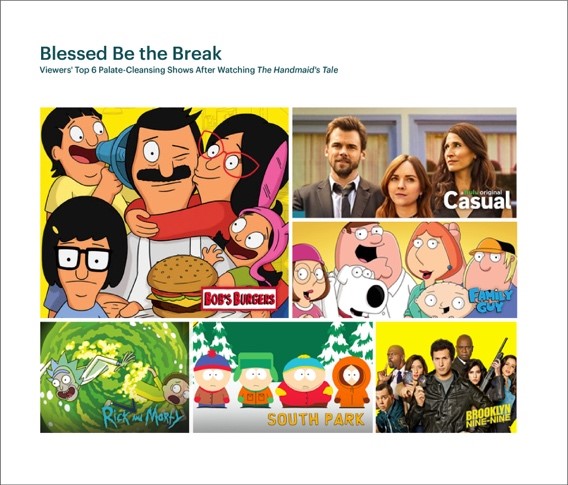 Blessed Be the Break
Viewers' Top 6 Palate-Cleansing Shows After Watching The Handmaid's Tale
hulu original
Casual
BOB'S BURGERS
FAMILY
GUY
RICK AND MORTY
SOUTH PARK
BROOKLYN
NINE-NINE